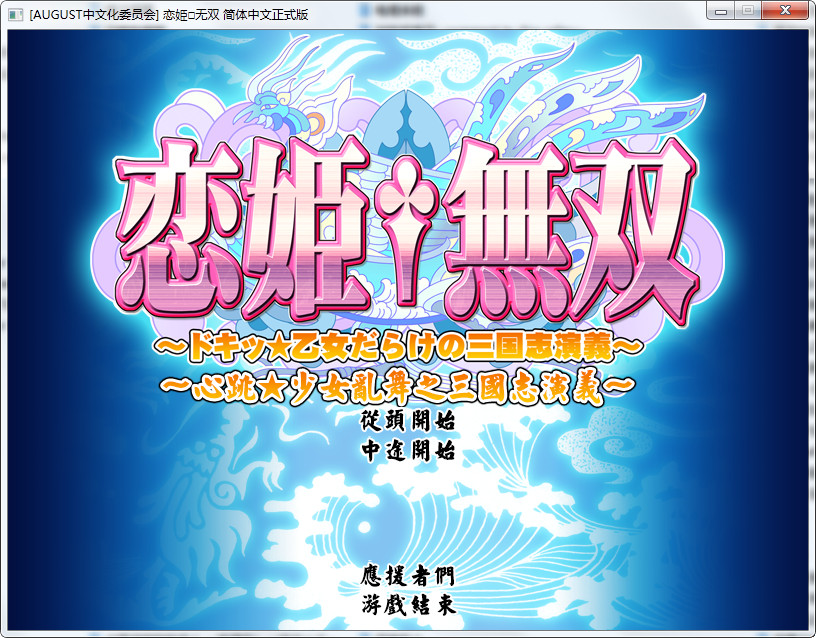 [AUGUST中文化委员会] 恋姬□无双 简体中文正式版
恋姫†無双
～ドキッ★乙女だらけの三国志演義～
～心跳★少女亂舞之三國志演義～
從頭開始
中途開始
應援者們
游戲結束